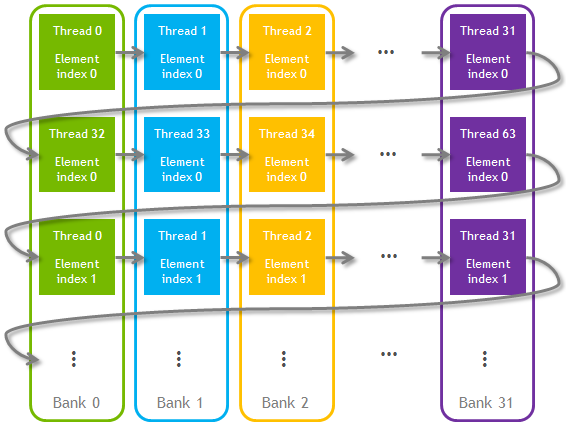 Thread 0
Element
index 0
Thread 1
Element
index 0
Thread 2
Element
index 0
...
Thread 31
Element
index 0
Thread 32
Element
index 0
Thread 33
Element
index 0
Thread 34
Element
index 0
...
Thread 63
Element
index 0
Thread 0
Element
index 1
Thread 1
Element
index 1
Thread 2
Element
index 1
...
Thread 31
Element
index 1
⋮
⋮
⋮
...
⋮
Bank 0
Bank 1
Bank 2
Bank 31